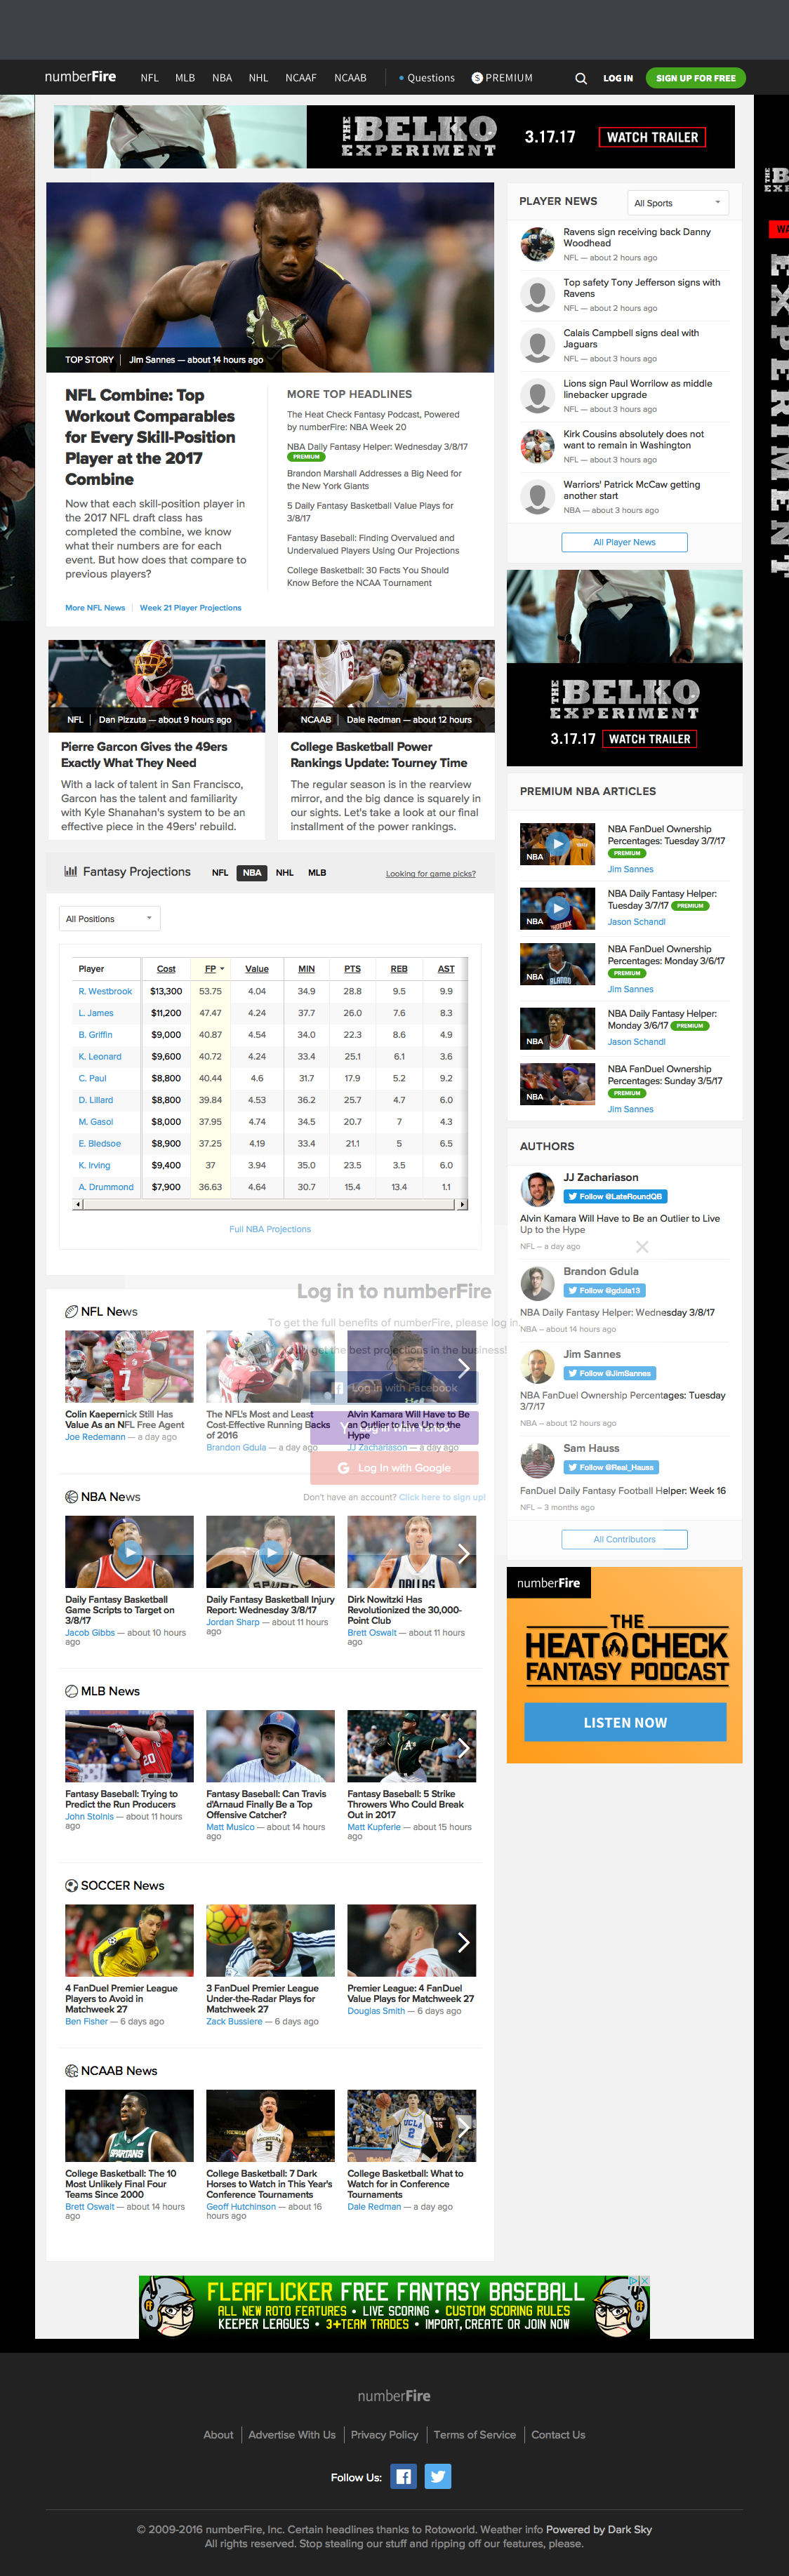 numberFire NFL MLB NBA NHL NCAAF NCAAB Questions PREMIUM LOG IN SIGN UP FOR FREE
THE BELKO EXPERIMENT 3.17.17 WATCH TRAILER
TOP STORY Jim Sannes — about 14 hours ago
NFL Combine: Top
Workout Comparables
for Every Skill-Position
Player at the 2017
Combine
Now that each skill-position player in
the 2017 NFL draft class has
completed the combine, we know
what their numbers are for each
event. But how does that compare to
previous players?
More NFL News Week 21 Player Projections
MORE TOP HEADLINES
The Heat Check Fantasy Podcast, Powered
by numberFire: NBA Week 20
NBA Daily Fantasy Helper: Wednesday 3/8/17
PREMIUM
Brandon Marshall Addresses a Big Need for
the New York Giants
5 Daily Fantasy Basketball Value Plays for
3/8/17
Fantasy Baseball: Finding Overvalued and
Undervalued Players Using Our Projections
College Basketball: 30 Facts You Should
Know Before the NCAA Tournament
PLAYER NEWS All Sports
Ravens sign receiving back Danny
Woodhead
NFL — about 2 hours ago
Top safety Tony Jefferson signs with
Ravens
NFL — about 2 hours ago
Calais Campbell signs deal with
Jaguars
NFL — about 3 hours ago
Lions sign Paul Worrilow as middle
linebacker upgrade
NFL — about 3 hours ago
Kirk Cousins absolutely does not
want to remain in Washington
NFL — about 3 hours ago
Warriors' Patrick McCaw getting
another start
NBA — about 3 hours ago
All Player News
THE BELKO
EXPERIMENT
3.17.17 WATCH TRAILER
NFL Dan Pizzuta — about 9 hours ago
Pierre Garcon Gives the 49ers
Exactly What They Need
With a lack of talent in San Francisco,
Garcon has the talent and familiarity
with Kyle Shanahan's system to be an
effective piece in the 49ers' rebuild.
NCAAB Dale Redman — about 12 hours
College Basketball Power
Rankings Update: Tourney Time
The regular season is in the rearview
mirror, and the big dance is squarely in
our sights. Let's take a look at our final
installment of the power rankings.
Fantasy Projections NFL NBA NHL MLB Looking for game picks?
All Positions
Player Cost FP Value MIN PTS REB AST
R. Westbrook $13,300 53.75 4.04 34.9 28.8 9.5 9.9
L. James $11,200 47.47 4.24 37.7 26.0 7.6 8.3
B. Griffin $9,000 40.87 4.54 34.0 22.3 8.6 4.9
K. Leonard $9,600 40.72 4.24 33.4 25.1 6.1 3.6
C. Paul $8,800 40.44 4.6 31.7 17.9 5.2 9.2
D. Lillard $8,800 39.84 4.53 36.2 25.7 4.7 6.0
M. Gasol $8,000 37.95 4.74 34.5 20.7 7 4.3
E. Bledsoe $8,900 37.25 4.19 33.4 21.1 5 6.5
K. Irving $9,400 37 3.94 35.0 23.5 3.5 6.0
A. Drummond $7,900 36.63 4.64 30.7 15.4 13.4 1.1
Full NBA Projections
PREMIUM NBA ARTICLES
NBA FanDuel Ownership
Percentages: Tuesday 3/7/17
PREMIUM
NBA
Jim Sannes
NBA Daily Fantasy Helper:
Tuesday 3/7/17 PREMIUM
NBA
Jason Schandl
NBA FanDuel Ownership
Percentages: Monday 3/6/17
PREMIUM
NBA
Jim Sannes
NBA Daily Fantasy Helper:
Monday 3/6/17 PREMIUM
NBA
Jason Schandl
NBA FanDuel Ownership
Percentages: Sunday 3/5/17
PREMIUM
NBA
Jim Sannes
AUTHORS
JJ Zachariason
Follow @LateRoundQB
Alvin Kamara Will Have to Be an Outlier to Live
Up to the Hype
NFL – a day ago
Brandon Gdula
Follow @gdula13
NBA Daily Fantasy Helper: Wednesday 3/8/17
NBA – about 14 hours ago
Jim Sannes
Follow @JimSannes
NBA FanDuel Ownership Percentages: Tuesday
3/7/17
NBA – about 12 hours ago
Sam Hauss
Follow @Real_Hauss
FanDuel Daily Fantasy Football Helper: Week 16
NFL – 3 months ago
All Contributors
Log in to numberFire
To get the full benefits of numberFire, please log in,
get the best projections in the business!
Log in with Facebook
Log in with Yahoo
Log In with Google
Don't have an account? Click here to sign up!
NFL News
Colin Kaepernick Still Has
Value As an NFL Free Agent
Joe Redemann — a day ago
The NFL's Most and Least
Cost-Effective Running Backs
of 2016
Brandon Gdula — a day ago
Alvin Kamara Will Have to Be
an Outlier to Live Up to the
Hype
JJ Zachariason — a day ago
NBA News
Daily Fantasy Basketball
Game Scripts to Target on
3/8/17
Jacob Gibbs — about 10 hours
ago
Daily Fantasy Basketball Injury
Report: Wednesday 3/8/17
Jordan Sharp — about 11 hours
ago
Dirk Nowitzki Has
Revolutionized the 30,000-
Point Club
Brett Oswalt — about 11 hours
ago
numberFire
THE
HEAT CHECK
FANTASY PODCAST
LISTEN NOW
MLB News
Fantasy Baseball: Trying to
Predict the Run Producers
John Stolnis — about 11 hours
ago
Fantasy Baseball: Can Travis
d'Arnaud Finally Be a Top
Offensive Catcher?
Matt Musico — about 14 hours
ago
Fantasy Baseball: 5 Strike
Throwers Who Could Break
Out in 2017
Matt Kupferle — about 15 hours
ago
SOCCER News
4 FanDuel Premier League
Players to Avoid in
Matchweek 27
Ben Fisher — 6 days ago
3 FanDuel Premier League
Under-the-Radar Plays for
Matchweek 27
Zack Bussiere — 6 days ago
Premier League: 4 FanDuel
Value Plays for Matchweek 27
Douglas Smith — 6 days ago
NCAAB News
College Basketball: The 10
Most Unlikely Final Four
Teams Since 2000
Brett Oswalt — about 14 hours
ago
College Basketball: 7 Dark
Horses to Watch in This Year's
Conference Tournaments
Geoff Hutchinson — about 16
hours ago
College Basketball: What to
Watch for in Conference
Tournaments
Dale Redman — a day ago
FLEAFLICKER FREE FANTASY BASEBALL
ALL NEW ROTO FEATURES • LIVE SCORING • CUSTOM SCORING RULES
KEEPER LEAGUES • 3+TEAM TRADES • IMPORT, CREATE OR JOIN NOW
numberFire
About Advertise With Us Privacy Policy Terms of Service Contact Us
Follow Us:
© 2009-2016 numberFire, Inc. Certain headlines thanks to Rotoworld. Weather info Powered by Dark Sky
All rights reserved. Stop stealing our stuff and ripping off our features, please.